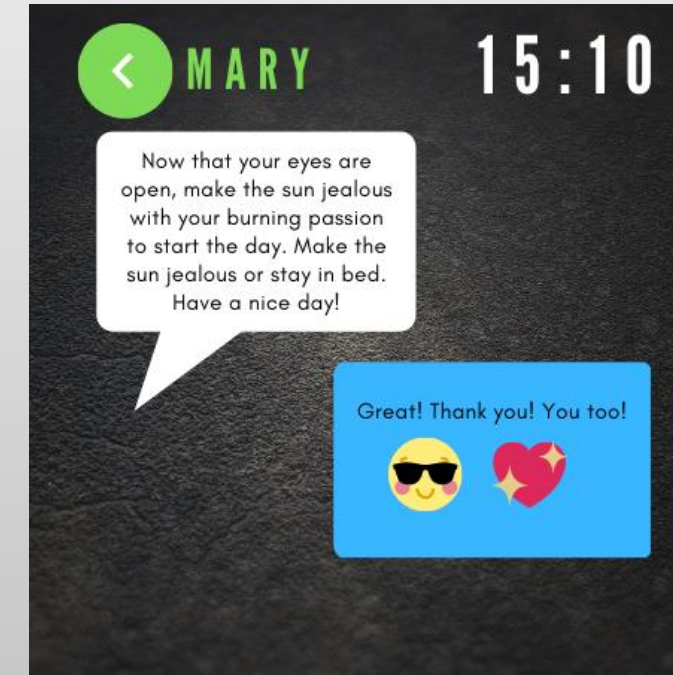 MARY
15:10
Now that your eyes are
open, make the sun jealous
with your burning passion
to start the day. Make the
sun jealous or stay in bed.
Have a nice day!
Great! Thank you! You too!